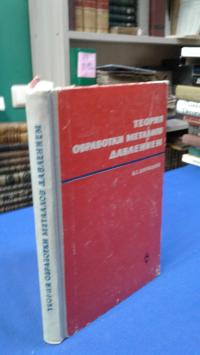 ТЕОРИЯ
ОБРАБОТКИ МЕТАЛЛОВ
ДАВЛЕНИЕМ
ТЕОРИЯ ОБРАБОТКИ МЕТАЛЛОВ ДАВЛЕНИЕМ